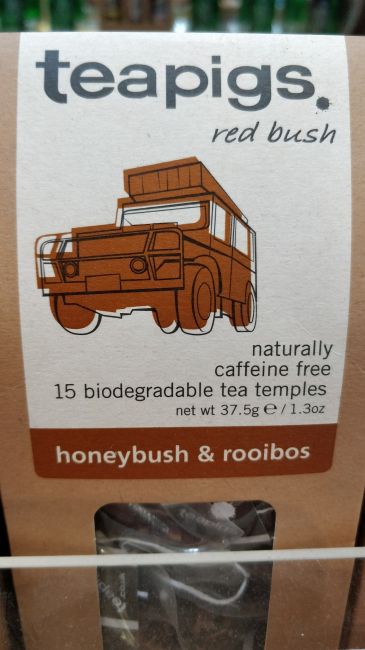 teapigs.
red bush
naturally
caffeine free
15 biodegradable tea temples
net wt 37.5g ℮ / 1.3oz
honeybush & rooibos